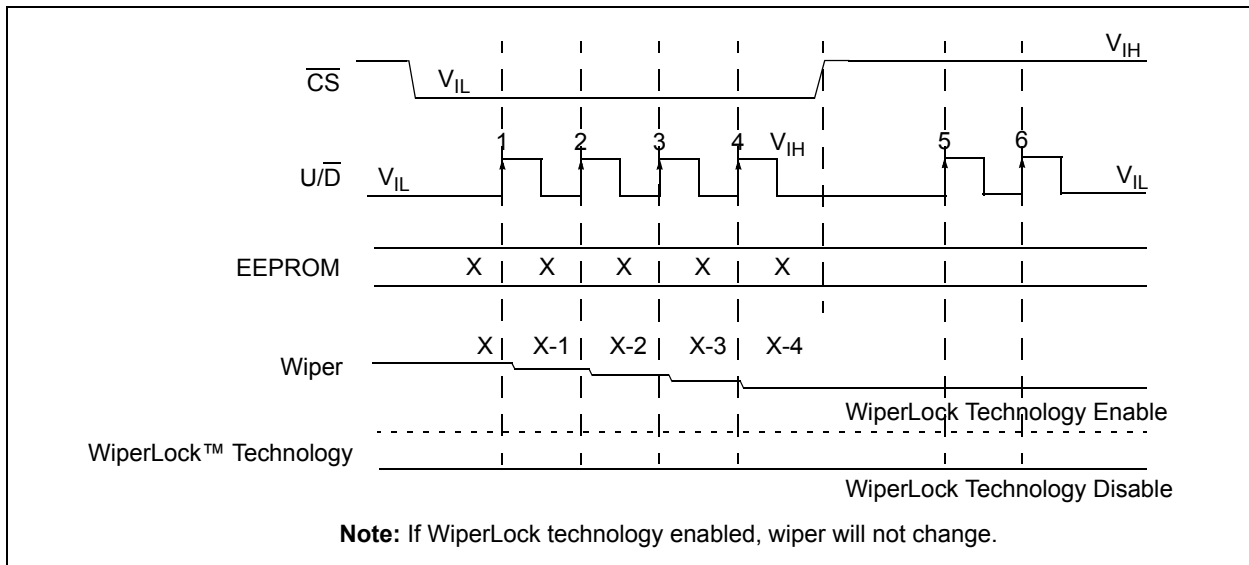 V_IH
C̅S̅ V_IL
1 2 3 4 V_IH 5 6
U/D̅ V_IL V_IL
EEPROM X X X X X
X X-1 X-2 X-3 X-4
Wiper
WiperLock Technology Enable
WiperLock™ Technology
WiperLock Technology Disable
Note: If WiperLock technology enabled, wiper will not change.